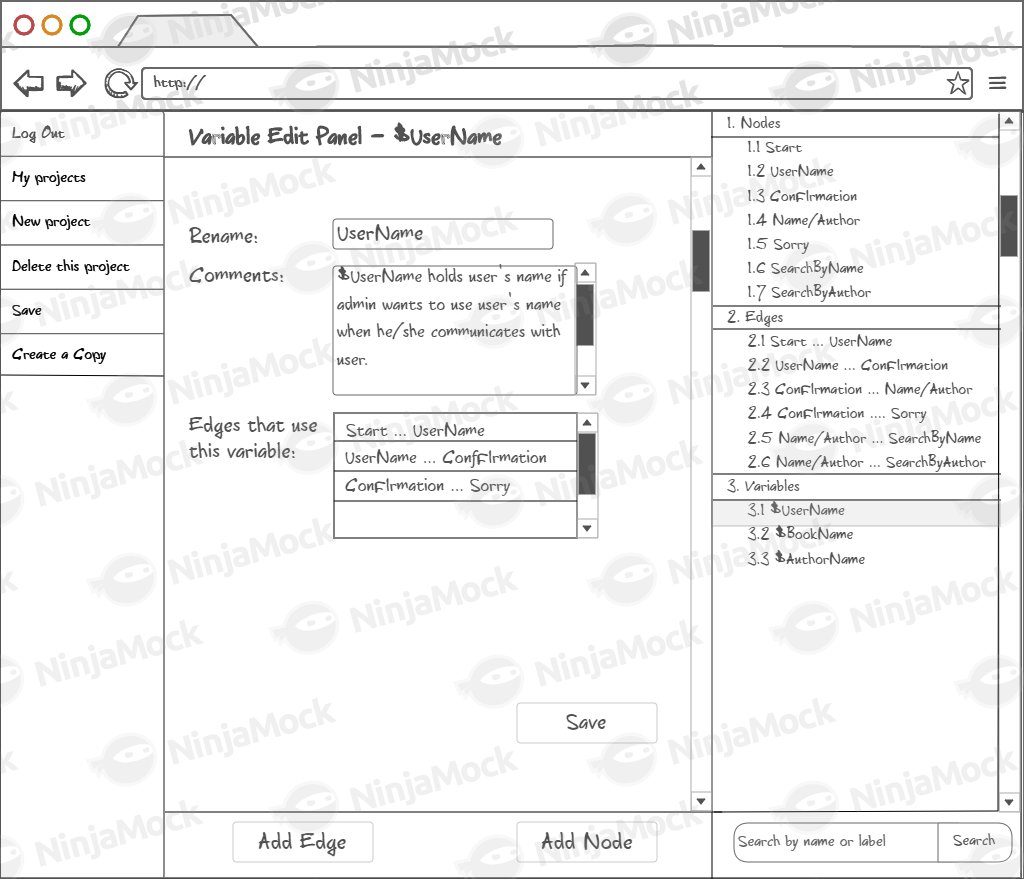 http://
Log Out
My projects
New project
Delete this project
Save
Create a Copy
Variable Edit Panel - $UserName
Rename:
UserName
Comments:
$UserName holds user's name if
admin wants to use user's name
when he/she communicates with
user.
Edges that use
this variable:
Start ... UserName
UserName ... Conffirmation
Confirmation ... Sorry
Save
Add Edge
Add Node
1. Nodes
1.1 Start
1.2 UserName
1.3 Confirmation
1.4 Name/Author
1.5 Sorry
1.6 SearchByName
1.7 SearchByAuthor
2. Edges
2.1 Start ... UserName
2.2 UserName ... Confirmation
2.3 Confirmation ... Name/Author
2.4 Confirmation .... Sorry
2.5 Name/Author ... SearchByName
2.6 Name/Author ... SearchByAuthor
3. Variables
3.1 $UserName
3.2 $BookName
3.3 $AuthorName
Search by name or label
Search
NinjaMock